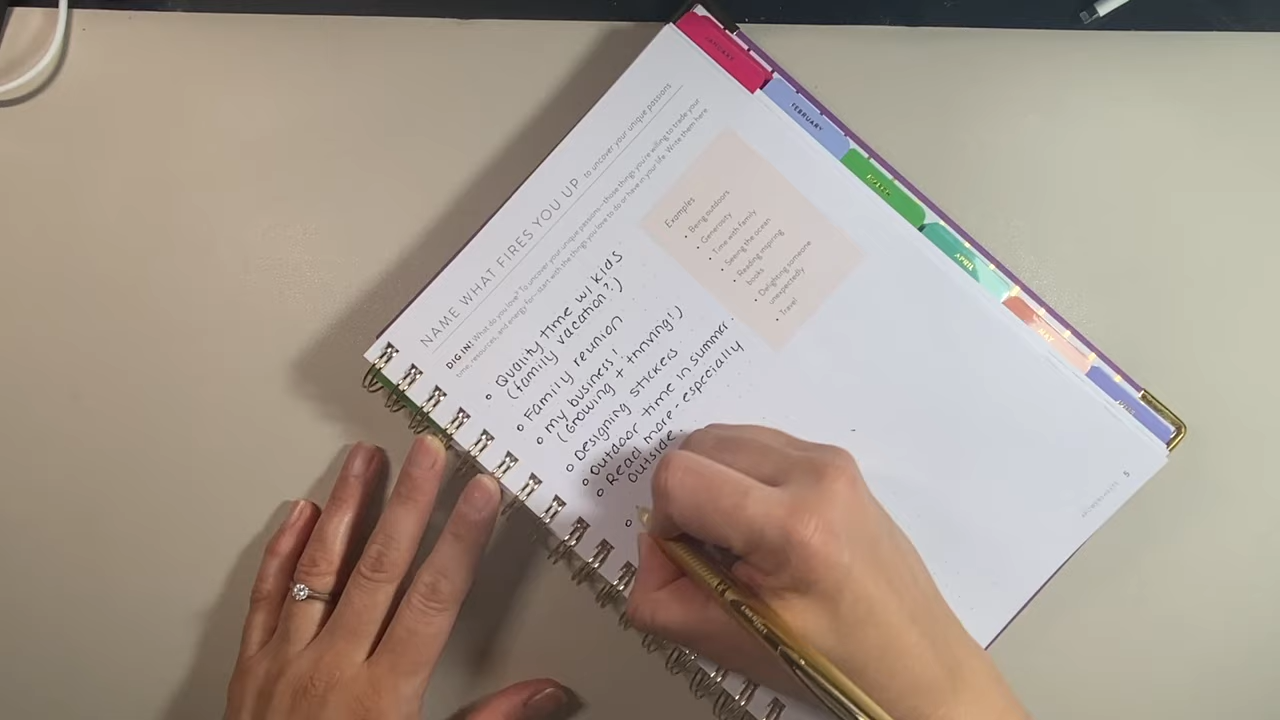 JANUARY
FEBRUARY
MARCH
APRIL
MAY
JUNE
NAME WHAT FIRES YOU UP to uncover your unique passions
DIG IN! What do you love? To uncover your unique passions—those things you're willing to trade your
time, resources, and energy for—start with the things you love to do or have in your life. Write them here.
Examples
• Being outdoors
• Generosity
• Time with family
• Seeing the ocean
• Reading inspiring
books
• Delighting someone
unexpectedly
• Travel
Quality time w/ kids
(family vacation?)
Family reunion
my business!
(Growing + thriving!)
Designing stickers
Outdoor time in summer.
Read more - especially
outside.
5